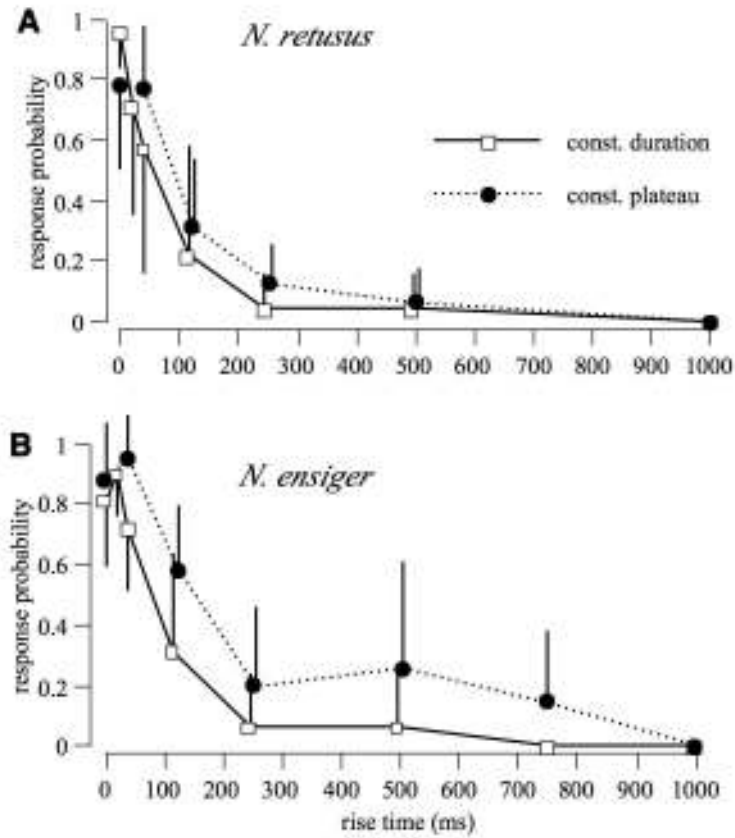 A
N. retusus
response probability
1
0.8
0.6
0.4
0.2
0
const. duration
const. plateau
0 100 200 300 400 500 600 700 800 900 1000
B
N. ensiger
response probability
1
0.8
0.6
0.4
0.2
0
0 100 200 300 400 500 600 700 800 900 1000
rise time (ms)